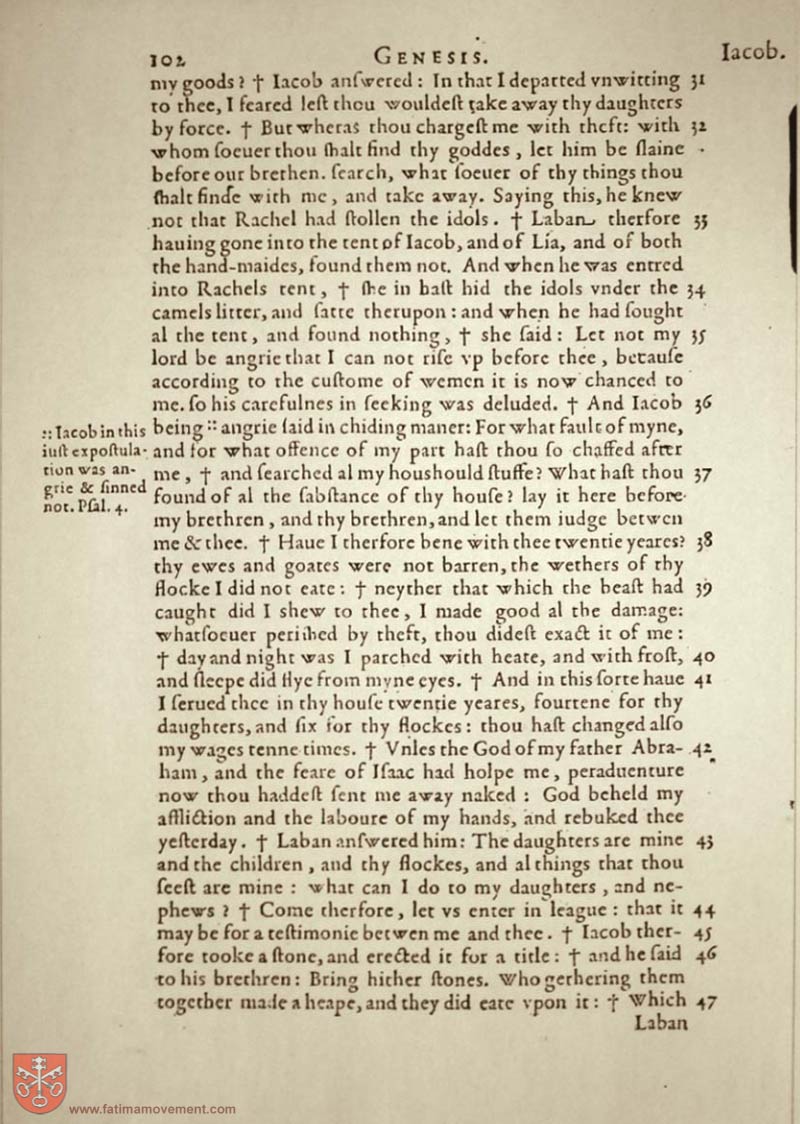 102 GENESIS. Iacob.
my goods? † Iacob anſwered: In that I departed vnwitting 31
to thee, I feared leſt thou wouldeſt take away thy daughters
by force. † But wheras thou chargeſt me with theft: with 32
whom ſoeuer thou ſhalt find thy goddes, let him be ſlaine
before our brethen. ſearch, what ſoeuer of thy things thou
ſhalt finde with me, and take away. Saying this, he knew
not that Rachel had ſtollen the idols. † Laban therfore 33
hauing gone into the tent of Iacob, and of Lia, and of both
the hand-maides, found them not. And when he was entred
into Rachels tent, † ſhe in haſt hid the idols vnder the 34
camels litter, and ſatte therupon: and when he had ſought
al the tent, and found nothing, † she ſaid: Let not my 35
lord be angrie that I can not riſe vp before thee, becauſe
according to the cuſtome of wemen it is now chanced to
me. ſo his carefulnes in ſeeking was deluded. † And Iacob 36
being :: angrie ſaid in chiding maner: For what fault of myne,
and for what offence of my part haſt thou ſo chaffed after
me, † and ſearched al my houshould ſtuffe? What haſt thou 37
found of al the ſabſtance of thy houſe? lay it here before
my brethren, and thy brethren, and let them iudge betwen
me & thee. † Haue I therfore bene with thee twentie yeares? 38
thy ewes and goates were not barren, the wethers of thy
flocke I did not eate: † neyther that which the beaſt had 39
caught did I shew to thee, I made good al the damage:
whatſoeuer periſhed by theft, thou dideſt exact it of me:
† day and night was I parched with heate, and with froſt, 40
and ſleepe did flye from myne eyes. † And in this ſorte haue 41
I ſerued thee in thy houſe twentie yeares, fourtene for thy
daughters, and ſix for thy flockes: thou haſt changed alſo
my wages tenne times. † Vnles the God of my father Abra- 42
ham, and the feare of Iſaac had holpe me, peraduenture
now thou haddeſt ſent me away naked: God beheld my
affliction and the laboure of my hands, and rebuked thee
yeſterday. † Laban anſwered him: The daughters are mine 43
and the children, and thy flockes, and al things that thou
ſeeſt are mine: what can I do to my daughters, and ne-
phews? † Come therfore, let vs enter in league: that it 44
may be for a teſtimonie betwen me and thee. † Iacob ther- 45
fore tooke a ſtone, and erected it for a title: † and he ſaid 46
to his brethren: Bring hither ſtones. Who gerhering them
together made a heape, and they did eate vpon it: † Which 47
Laban
:: Iacob in this
iuſt expoſtula-
tion was an-
grie & ſinned
not. Pſal. 4.
www.fatimamovement.com